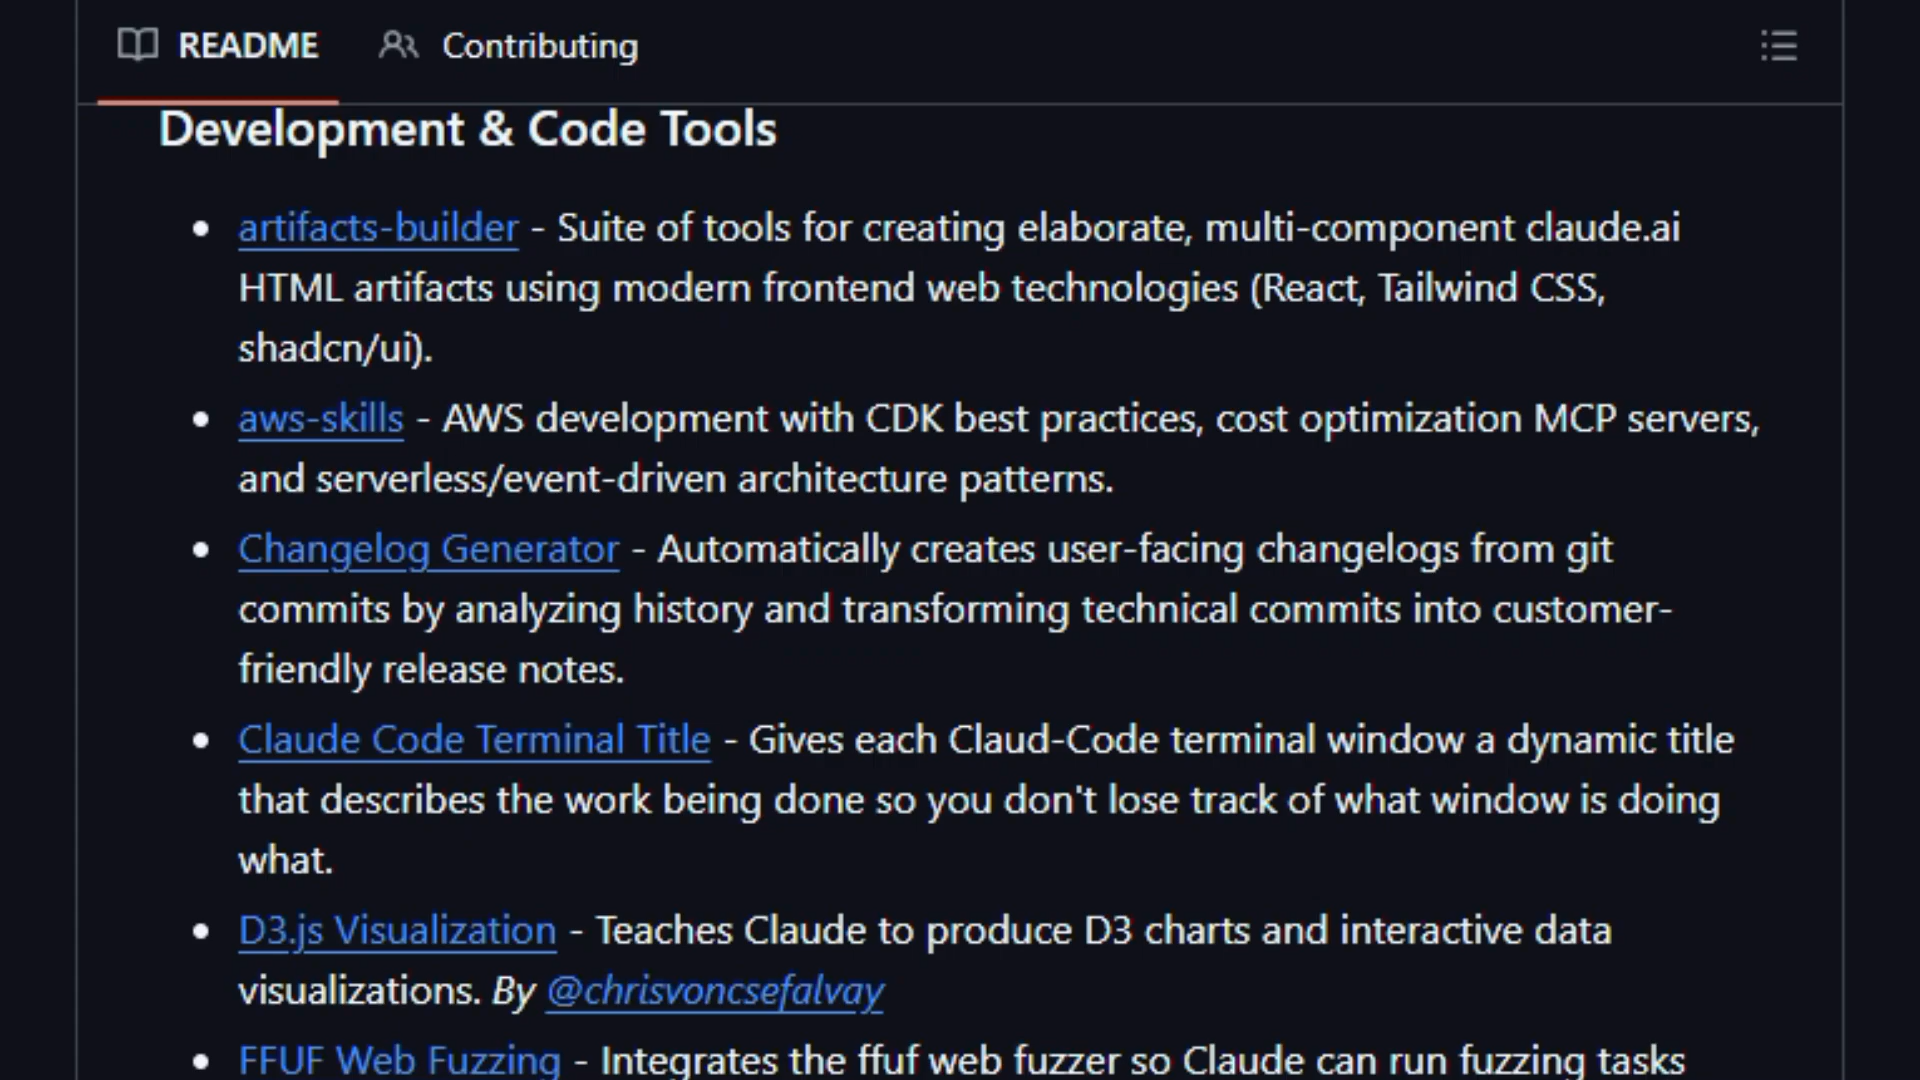 README Contributing
Development & Code Tools
artifacts-builder - Suite of tools for creating elaborate, multi-component claude.ai
HTML artifacts using modern frontend web technologies (React, Tailwind CSS,
shadcn/ui).
aws-skills - AWS development with CDK best practices, cost optimization MCP servers,
and serverless/event-driven architecture patterns.
Changelog Generator - Automatically creates user-facing changelogs from git
commits by analyzing history and transforming technical commits into customer-
friendly release notes.
Claude Code Terminal Title - Gives each Claud-Code terminal window a dynamic title
that describes the work being done so you don't lose track of what window is doing
what.
D3.js Visualization - Teaches Claude to produce D3 charts and interactive data
visualizations. By @chrisvoncsefalvay
FFUF Web Fuzzing - Integrates the ffuf web fuzzer so Claude can run fuzzing tasks